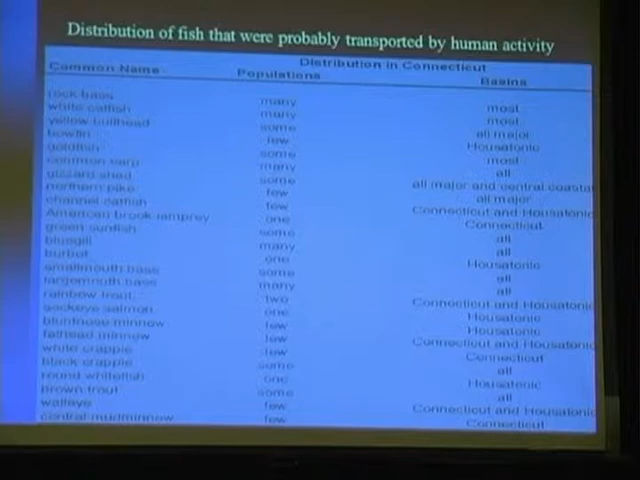 Distribution of fish that were probably transported by human activity
Distribution in Connecticut
Common Name Populations Basins
rock bass many most
white catfish many most
yellow bullhead some all major
bowfin few Housatonic
goldfish some most
common carp many all
gizzard shad some all major and central coastal
northern pike few all major
channel catfish few Connecticut and Housatonic
American brook lamprey one Connecticut
green sunfish some all
bluegill many all
burbot one Housatonic
smallmouth bass some all
largemouth bass many all
rainbow trout two Connecticut and Housatonic
sockeye salmon one Housatonic
bluntnose minnow few Housatonic
fathead minnow few Connecticut and Housatonic
white crappie few Connecticut
black crappie some all
round whitefish one Housatonic
brown trout some all
walleye few Connecticut and Housatonic
central mudminnow few Connecticut